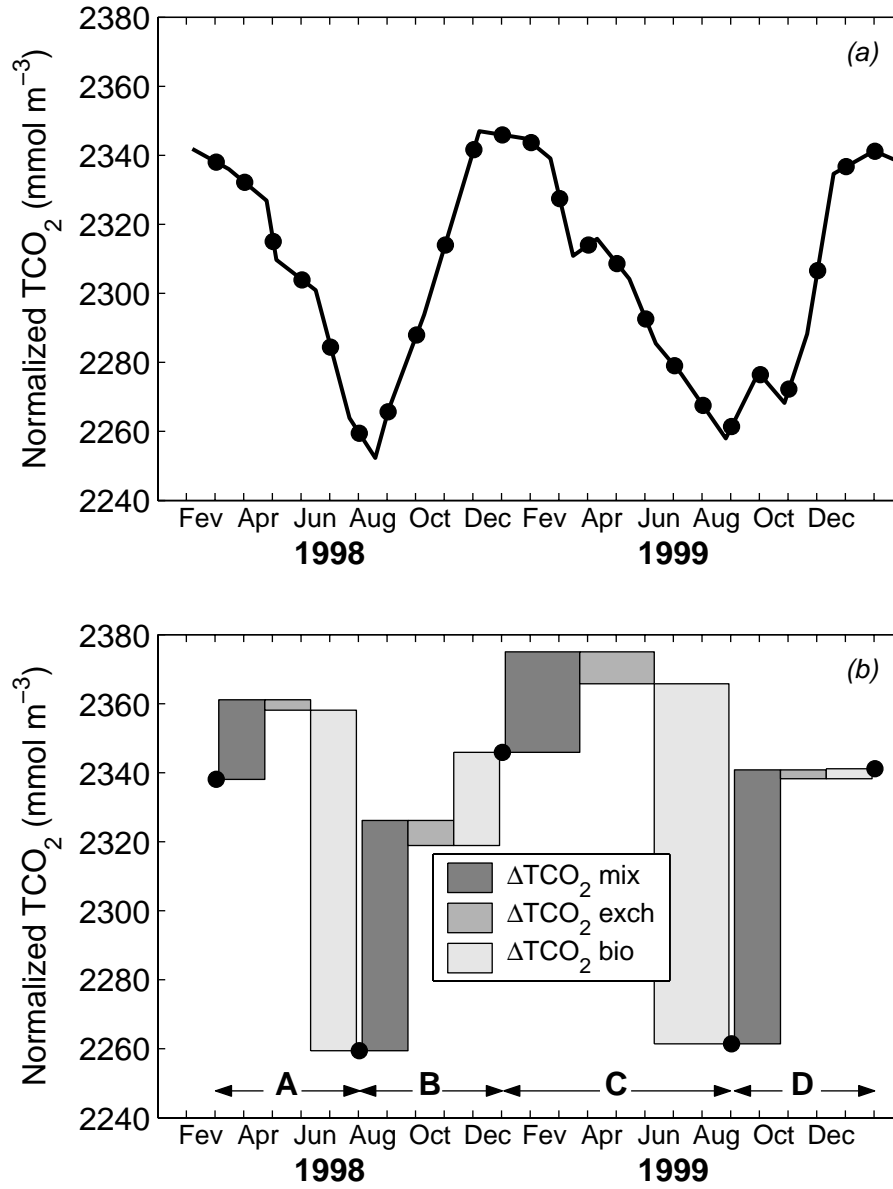 (a)
Normalized TCO2 (mmol m−3)
2380
2360
2340
2320
2300
2280
2260
2240
Fev Apr Jun Aug Oct Dec Fev Apr Jun Aug Oct Dec
1998 1999
(b)
Normalized TCO2 (mmol m−3)
2380
2360
2340
2320
2300
2280
2260
2240
ΔTCO2 mix
ΔTCO2 exch
ΔTCO2 bio
A B C D
Fev Apr Jun Aug Oct Dec Fev Apr Jun Aug Oct Dec
1998 1999